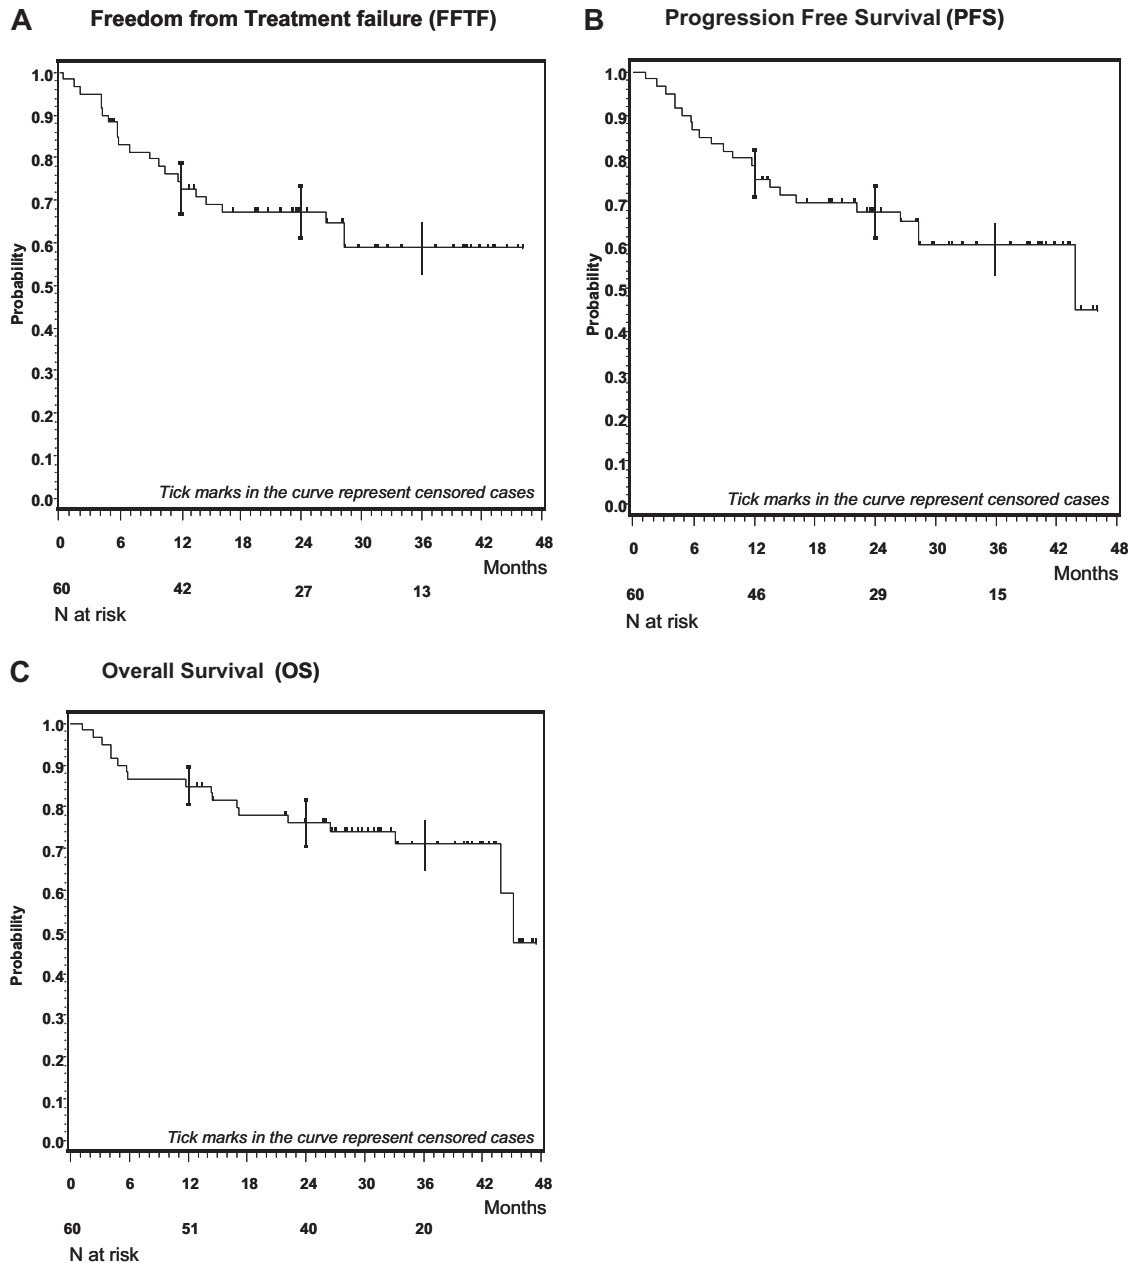 A Freedom from Treatment failure (FFTF)
1.0
0.9
0.8
0.7
0.6
0.5
0.4
0.3
0.2
0.1
0.0
Probability
Tick marks in the curve represent censored cases
0 6 12 18 24 30 36 42 48
Months
60 42 27 13
N at risk
B Progression Free Survival (PFS)
1.0
0.9
0.8
0.7
0.6
0.5
0.4
0.3
0.2
0.1
0.0
Probability
Tick marks in the curve represent censored cases
0 6 12 18 24 30 36 42 48
Months
60 46 29 15
N at risk
C Overall Survival (OS)
1.0
0.9
0.8
0.7
0.6
0.5
0.4
0.3
0.2
0.1
0.0
Probability
Tick marks in the curve represent censored cases
0 6 12 18 24 30 36 42 48
Months
60 51 40 20
N at risk